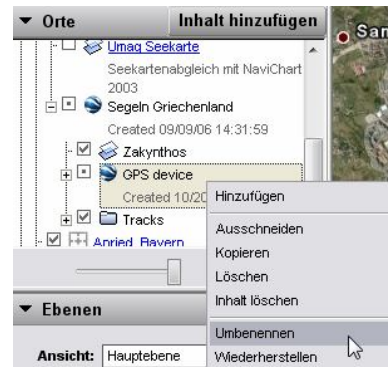 Orte Inhalt hinzufügen
Umag Seekarte
Seekartenabgleich mit NaviChart
2003
Segeln Griechenland
Created 09/09/06 14:31:59
Zakynthos
GPS device
Created 10/20
Tracks
Anried, Bayern
Hinzufügen
Ausschneiden
Kopieren
Löschen
Inhalt löschen
Umbenennen
Wiederherstellen
Ebenen
Ansicht: Hauptebene
San